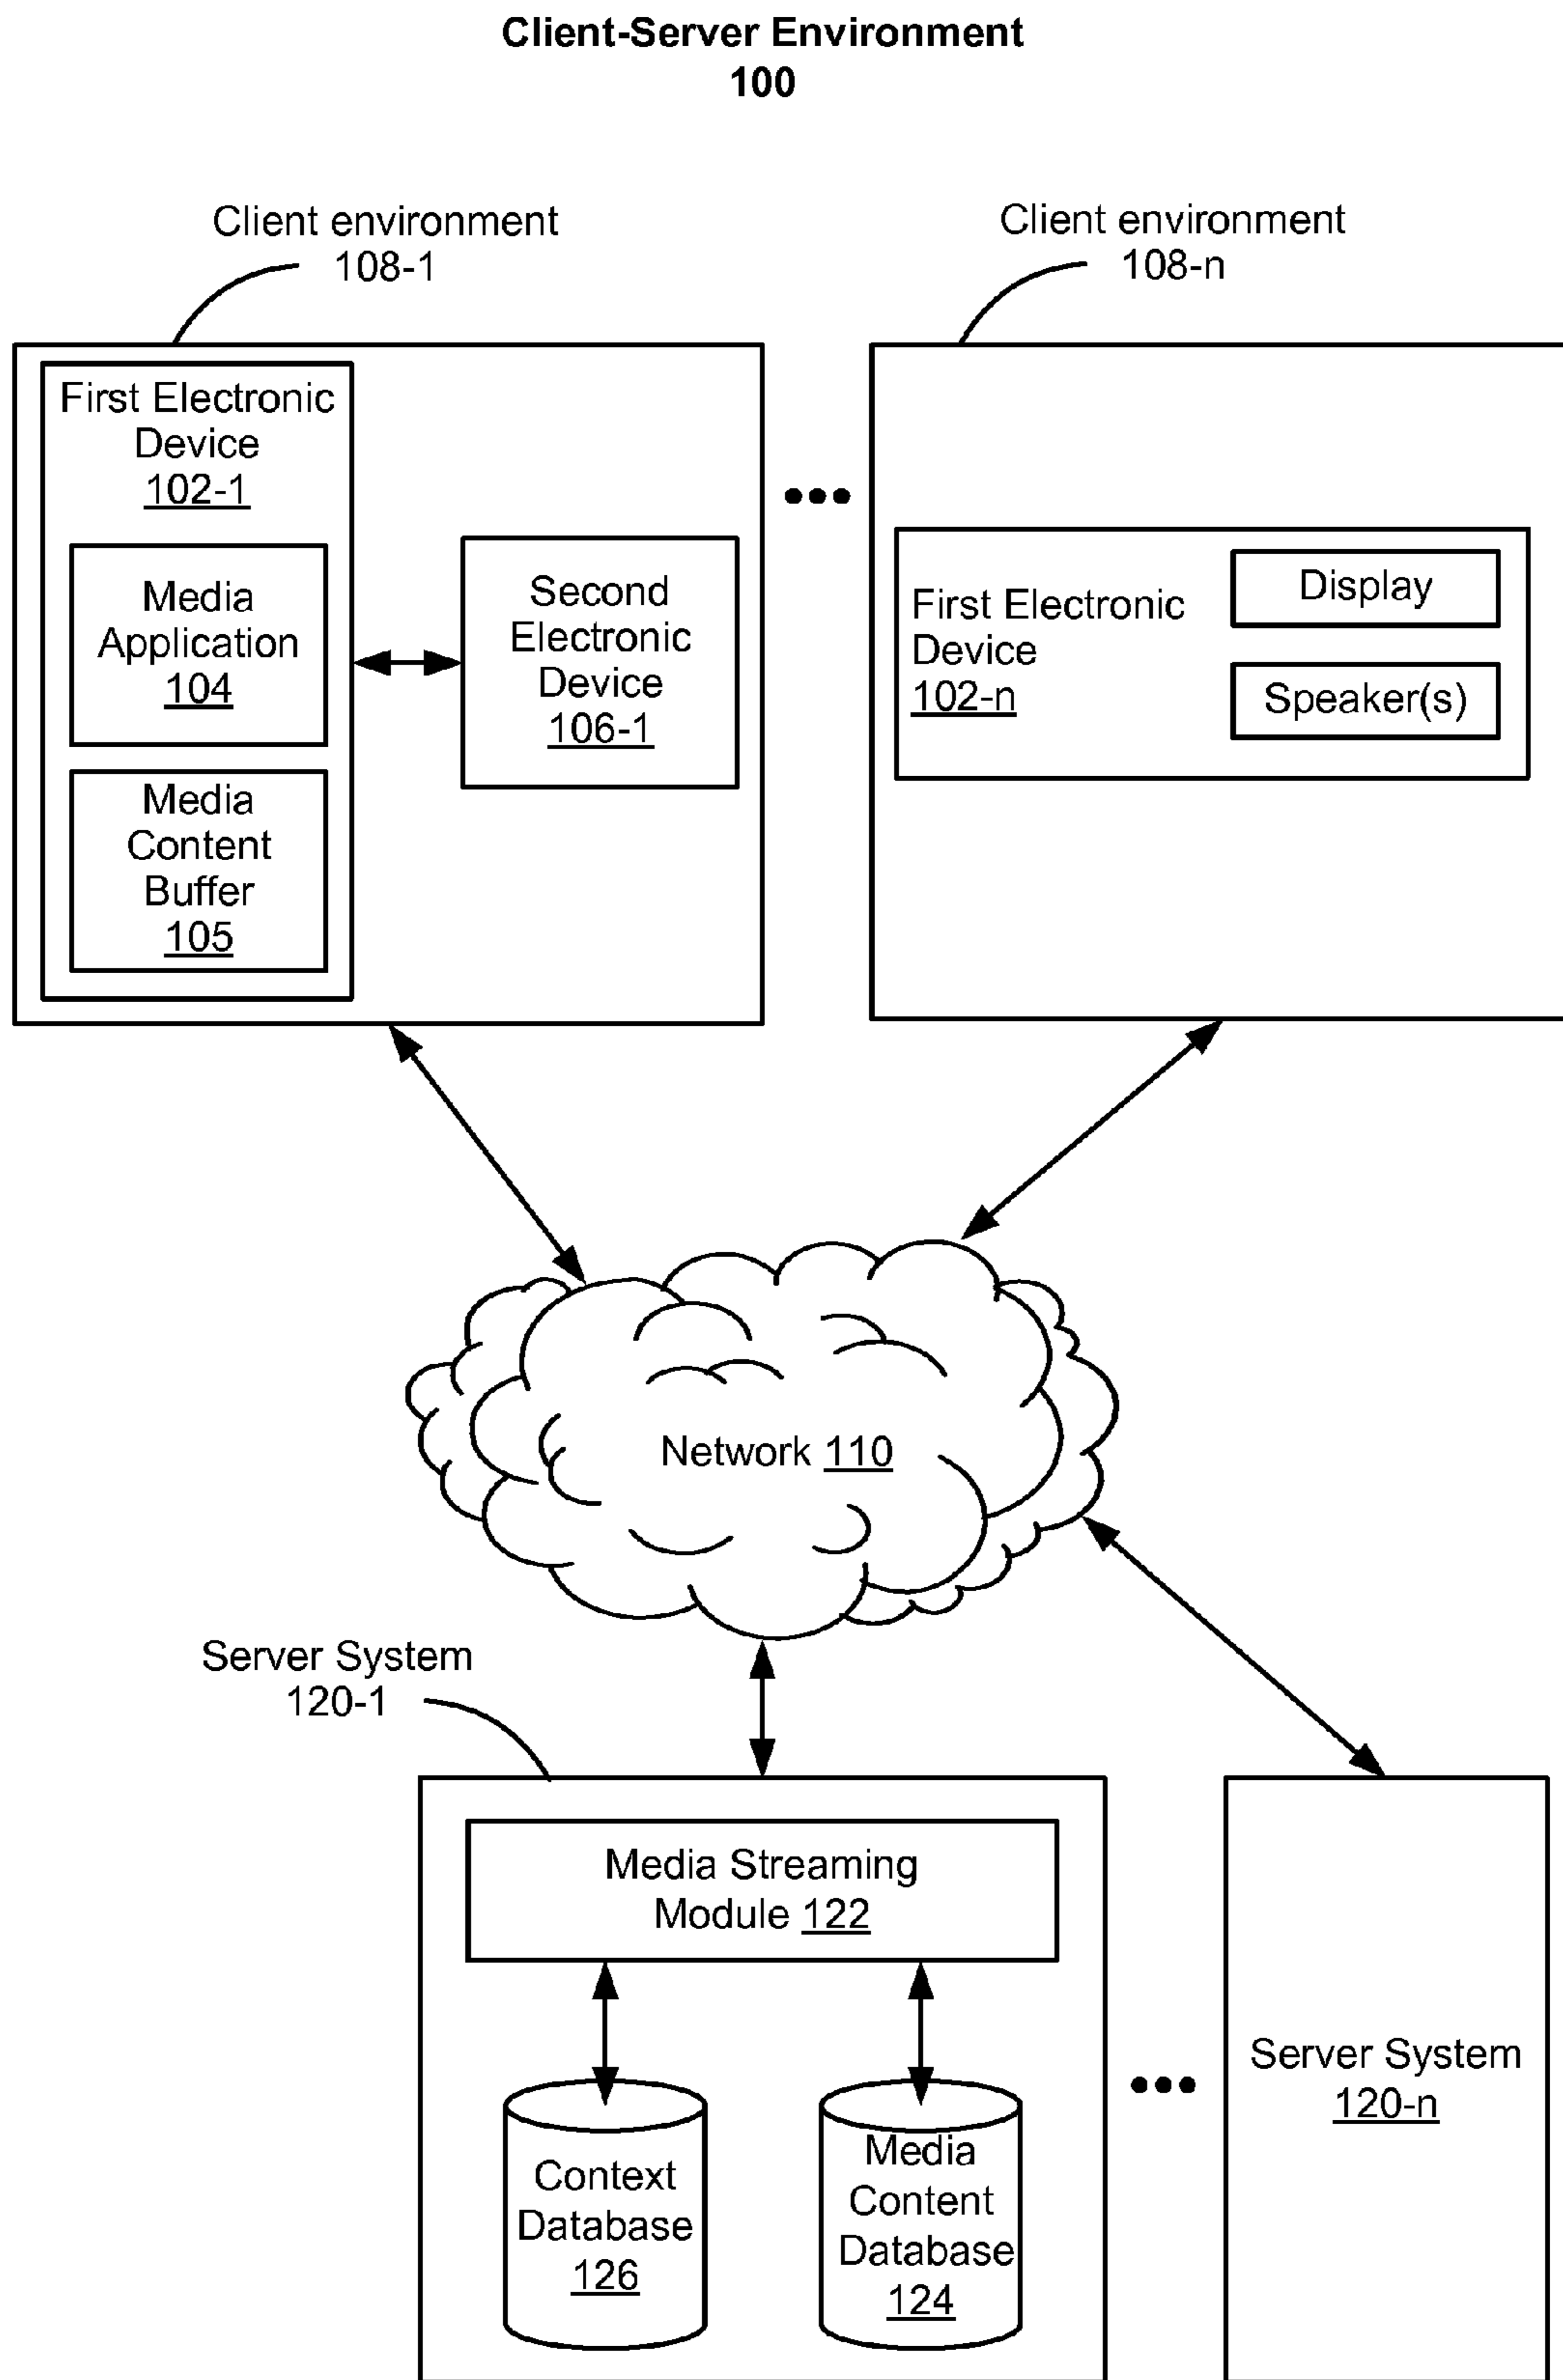 Client-Server Environment
100
Client environment
108-1
Client environment
108-n
First Electronic
Device
102-1
Media
Application
104
Media
Content
Buffer
105
Second
Electronic
Device
106-1
First Electronic
Device
102-n
Display
Speaker(s)
Network 110
Server System
120-1
Media Streaming
Module 122
Context
Database
126
Media
Content
Database
124
Server System
120-n